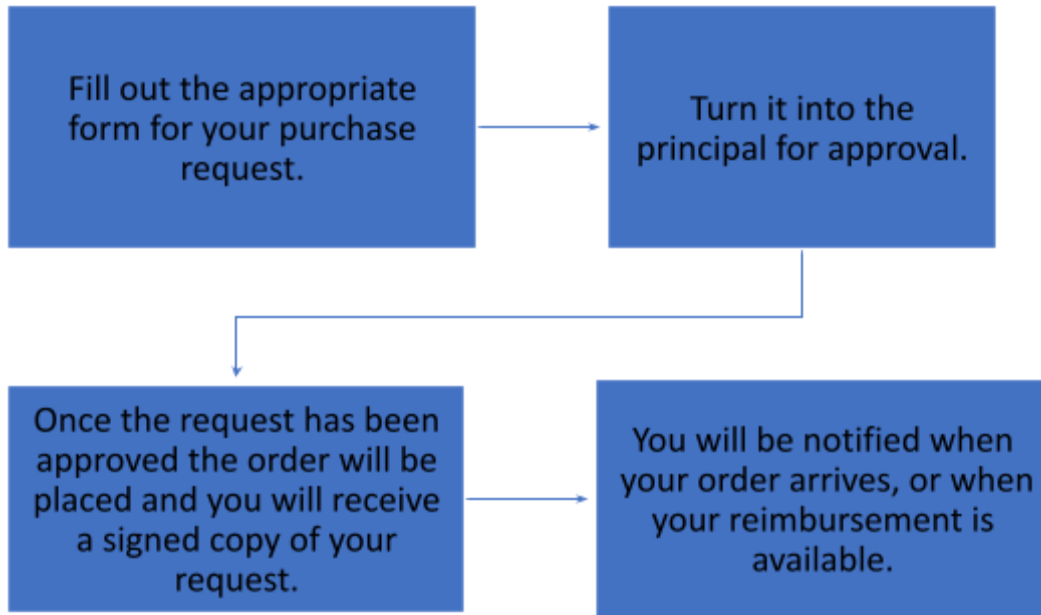 Fill out the appropriate
form for your purchase
request.
Turn it into the
principal for approval.
Once the request has been
approved the order will be
placed and you will receive
a signed copy of your
request.
You will be notified when
your order arrives, or when
your reimbursement is
available.